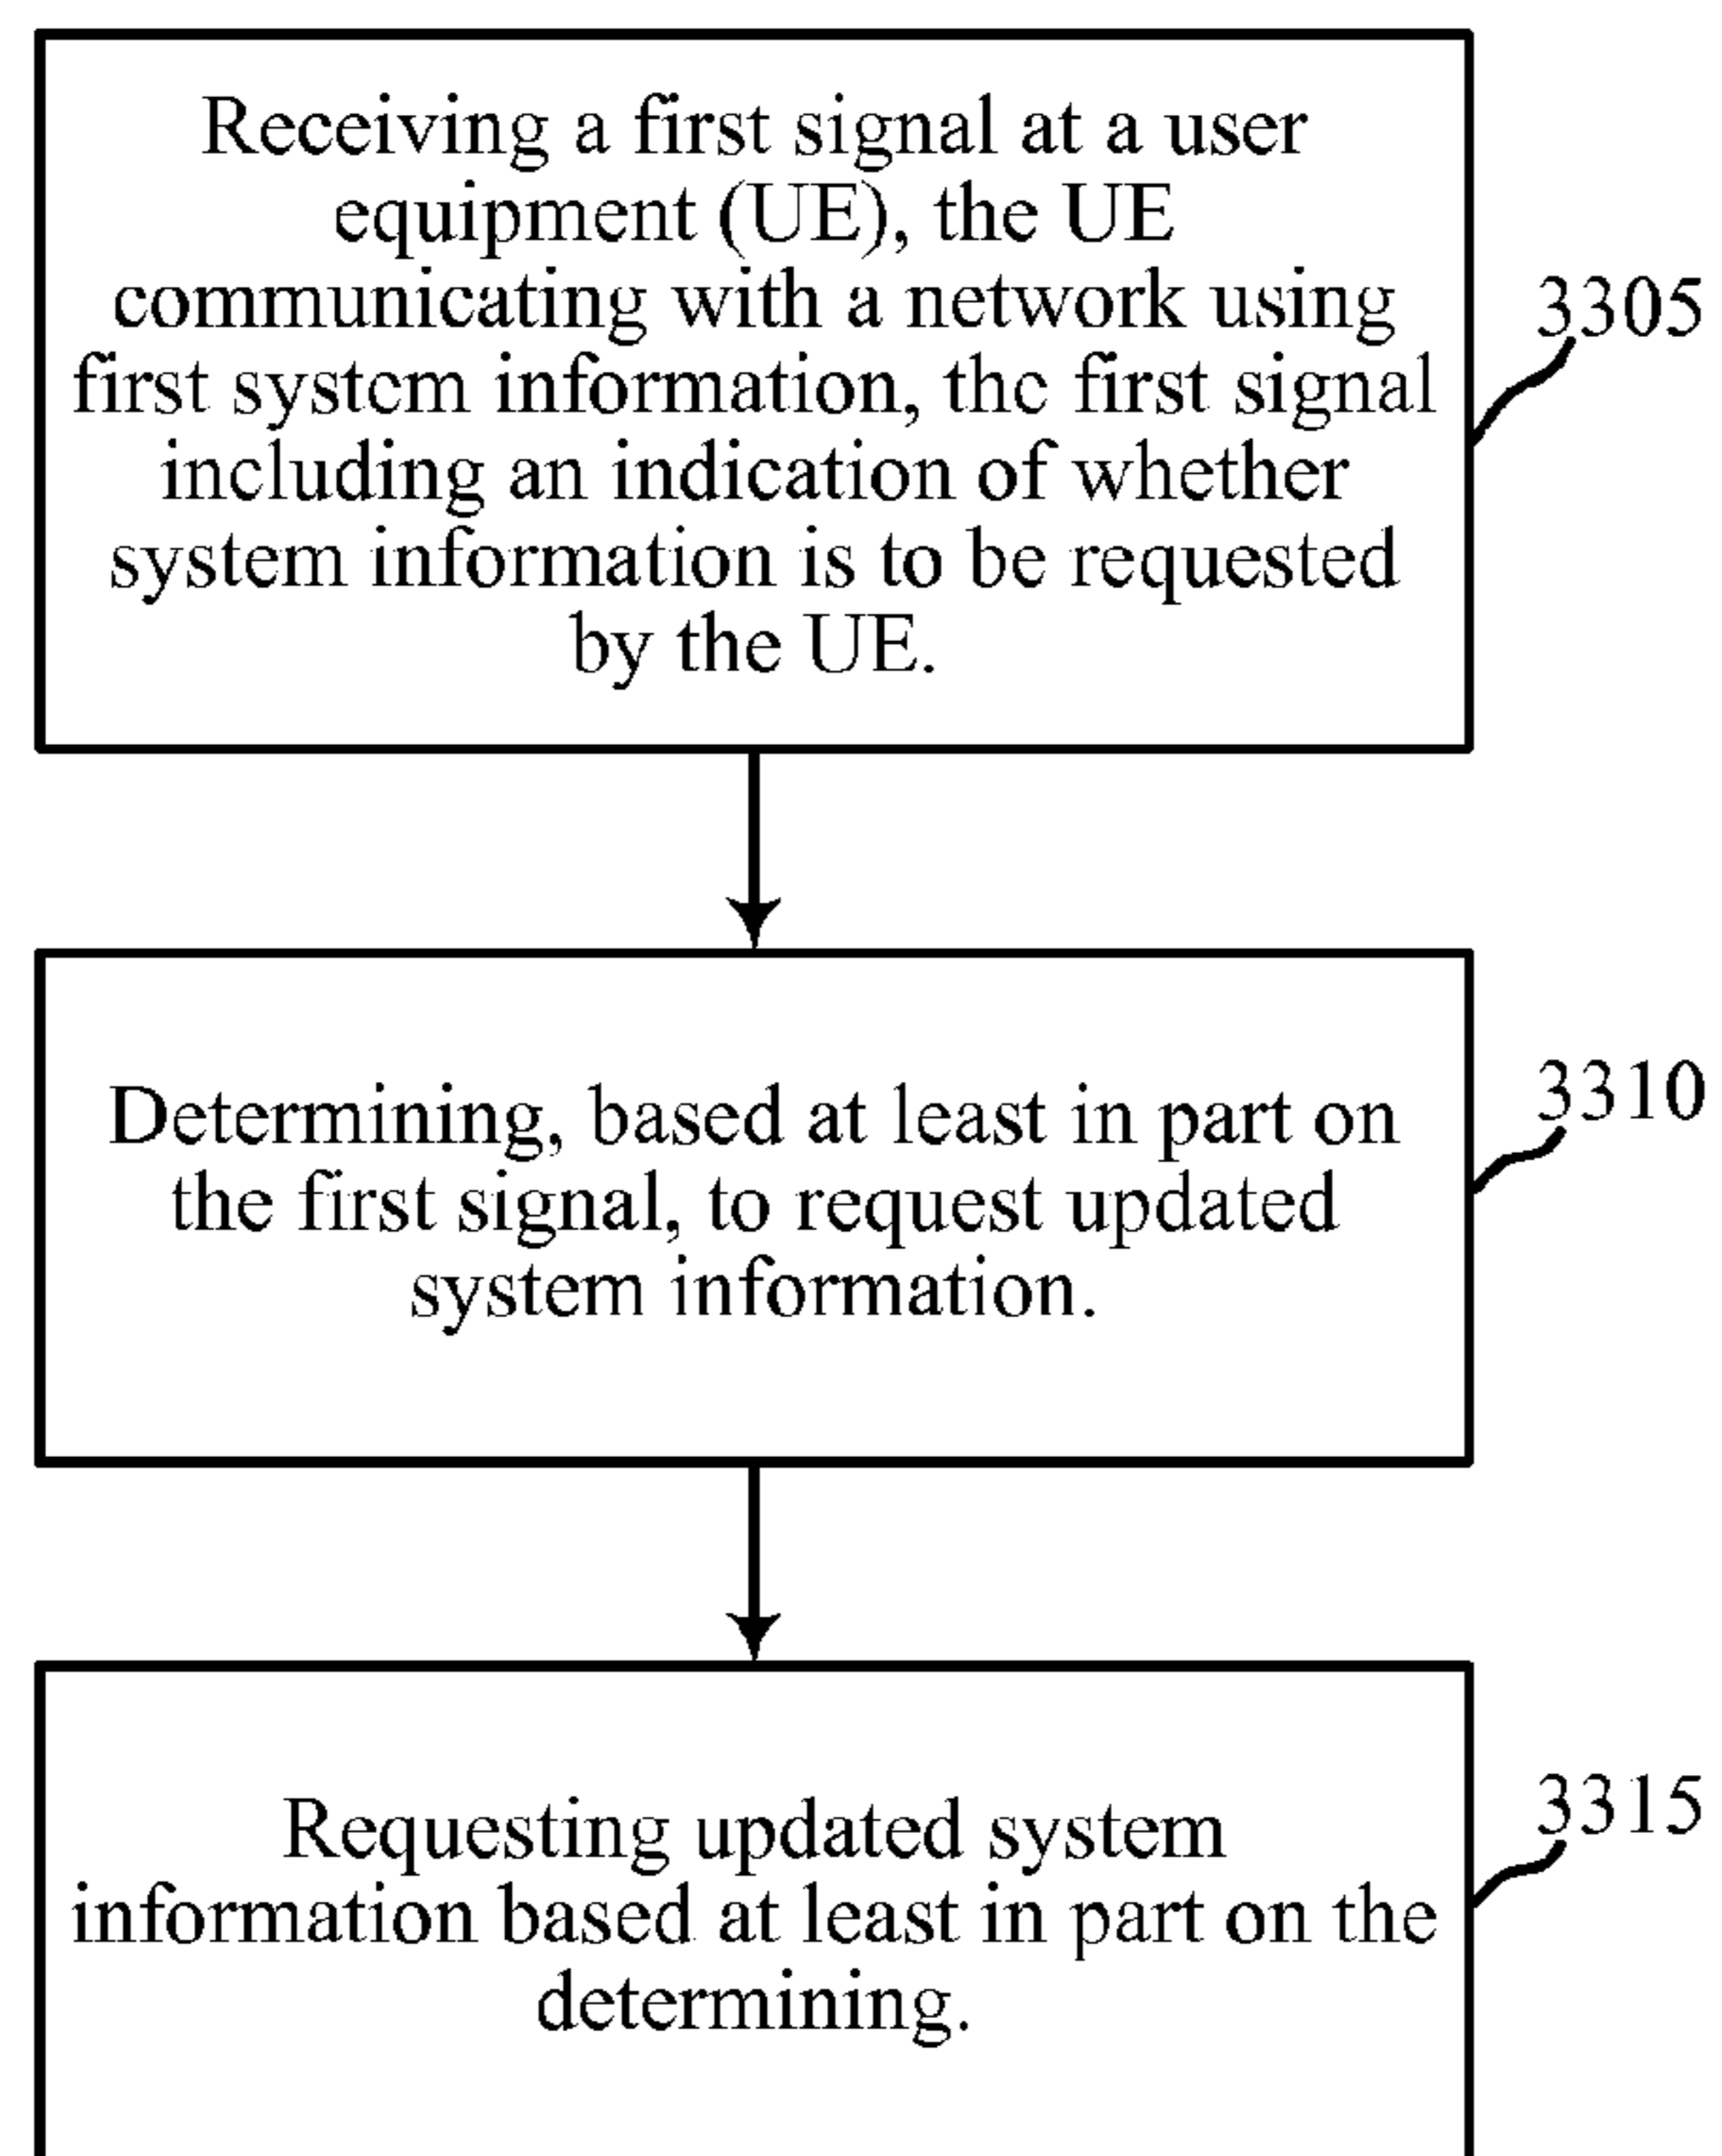 Receiving a first signal at a user
equipment (UE), the UE
communicating with a network using
first system information, the first signal
including an indication of whether
system information is to be requested
by the UE.
3305
Determining, based at least in part on
the first signal, to request updated
system information.
3310
Requesting updated system
information based at least in part on the
determining.
3315